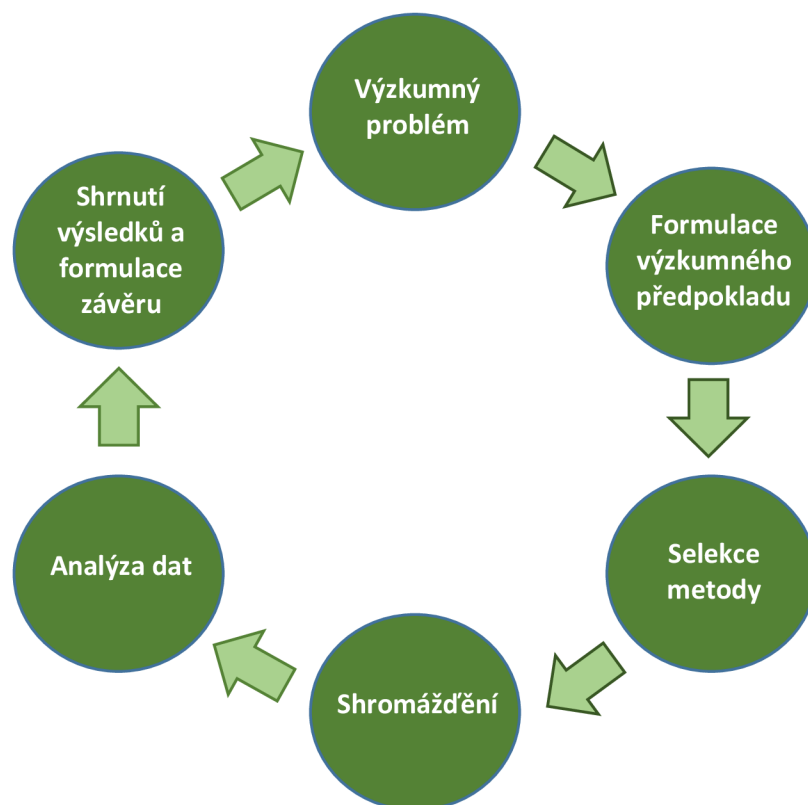 Výzkumný
problém
Formulace
výzkumného
předpokladu
Selekce
metody
Shromážďění
Analýza dat
Shrnutí
výsledků a
formulace
závěru